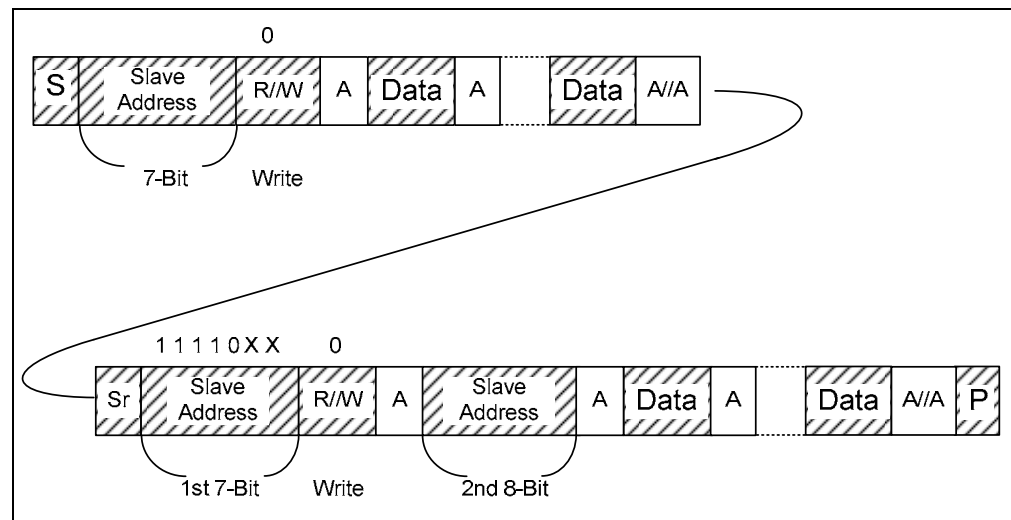 0
S Slave Address R//W A Data A Data A//A
7-Bit Write
1 1 1 1 0 X X 0
Sr Slave Address R//W A Slave Address A Data A Data A//A P
1st 7-Bit Write 2nd 8-Bit